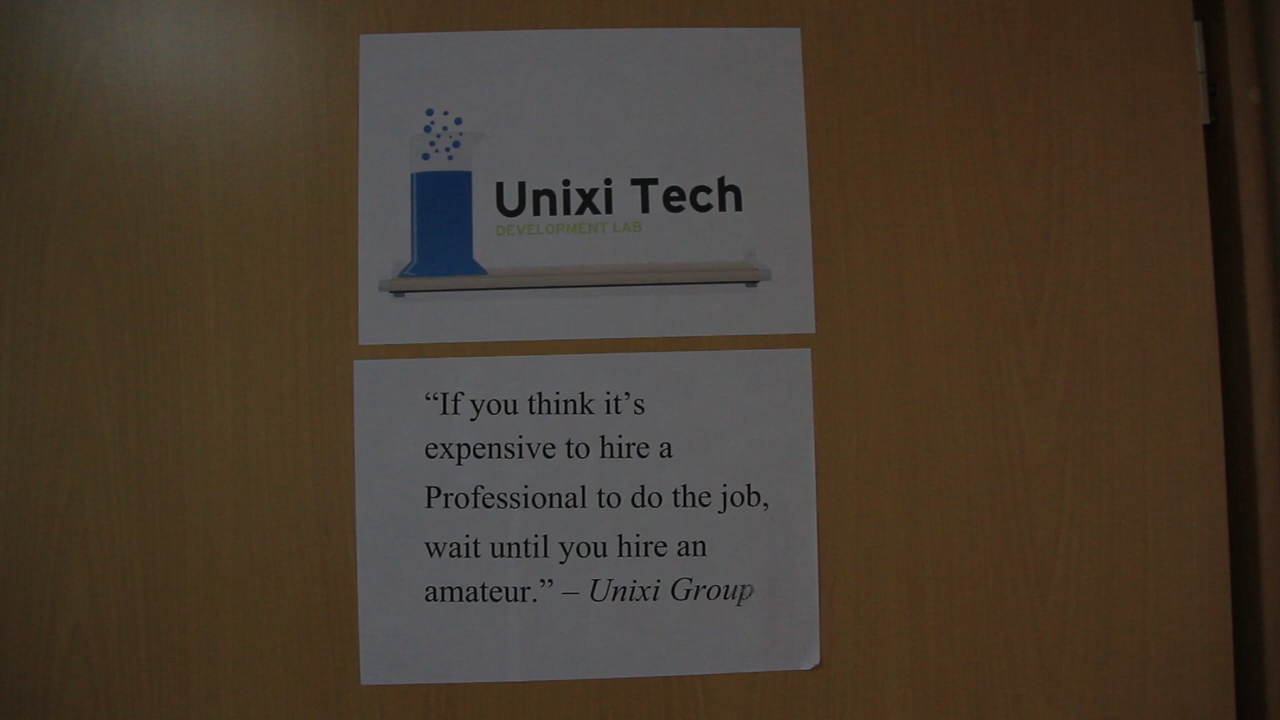 Unixi Tech
DEVELOPMENT LAB
“If you think it’s
expensive to hire a
Professional to do the job,
wait until you hire an
amateur.” – Unixi Group